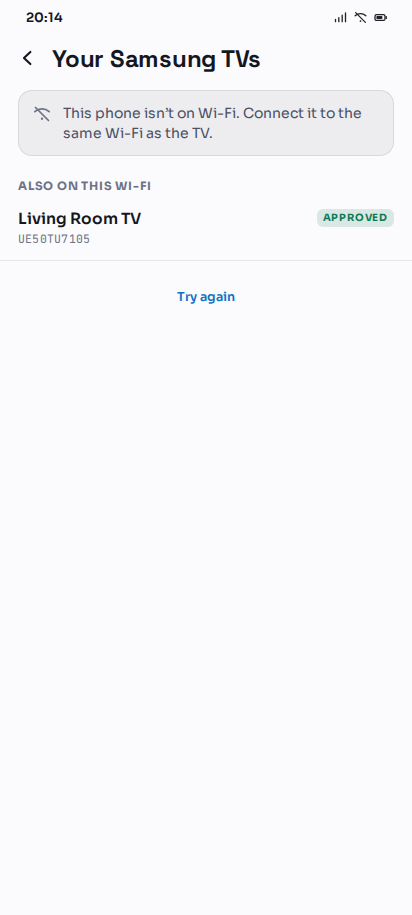 20:14
Your Samsung TVs
This phone isn’t on Wi-Fi. Connect it to the
same Wi-Fi as the TV.
ALSO ON THIS WI-FI
Living Room TV
APPROVED
UE50TU7105
Try again